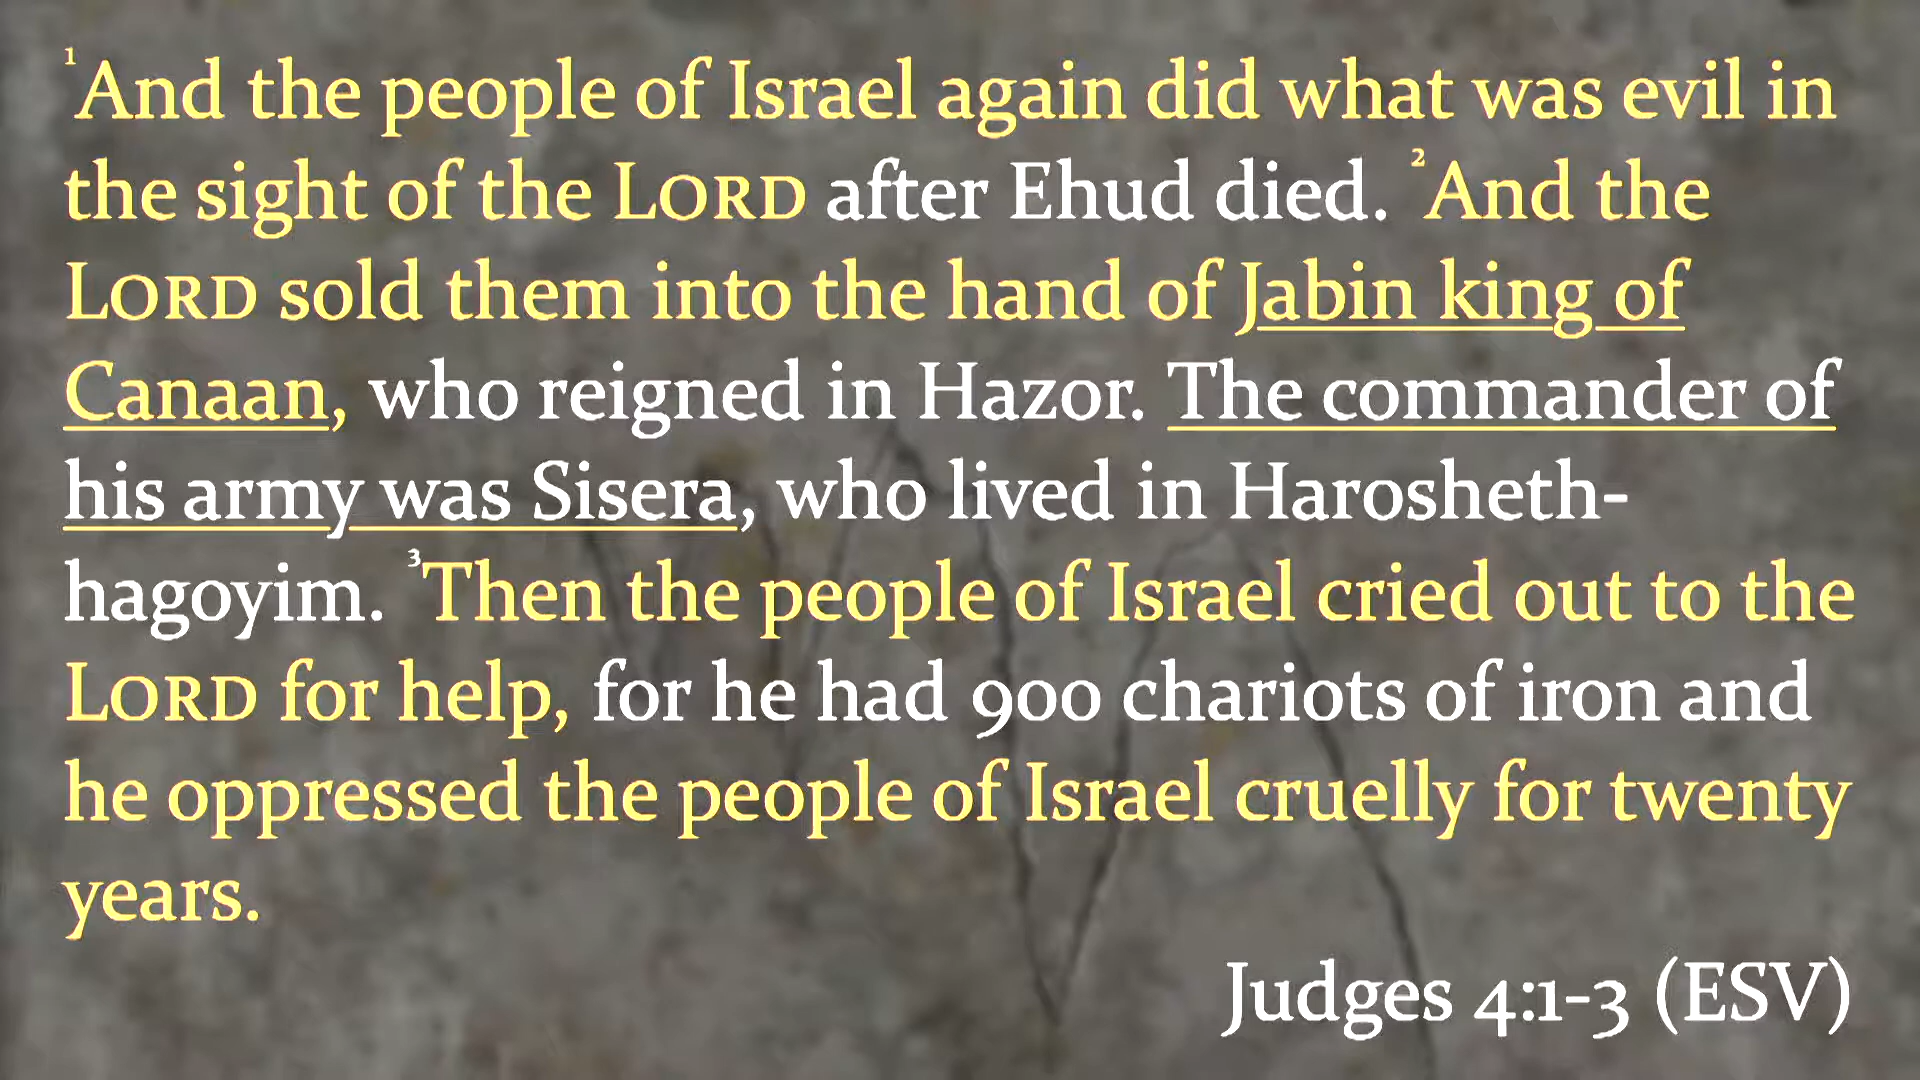 ¹And the people of Israel again did what was evil in
the sight of the LORD after Ehud died. ²And the
LORD sold them into the hand of Jabin king of
Canaan, who reigned in Hazor. The commander of
his army was Sisera, who lived in Harosheth-
hagoyim. ³Then the people of Israel cried out to the
LORD for help, for he had 900 chariots of iron and
he oppressed the people of Israel cruelly for twenty
years.
Judges 4:1-3 (ESV)